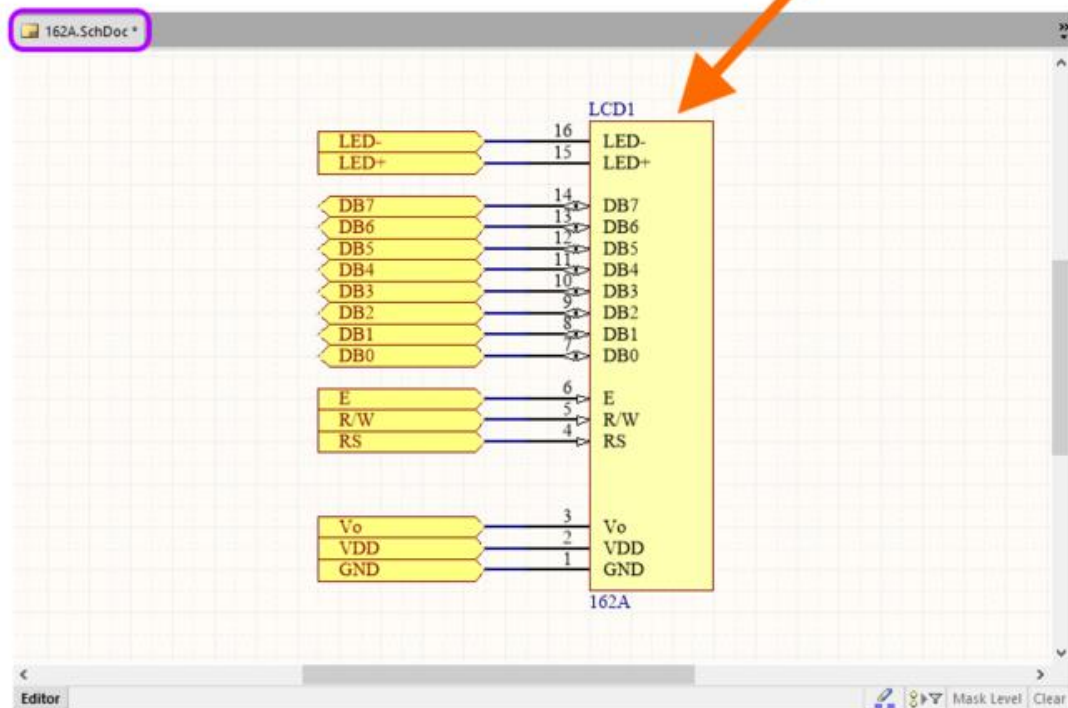 162A.SchDoc *
LCD1
LED- 16 LED-
LED+ 15 LED+
DB7 14 DB7
DB6 13 DB6
DB5 12 DB5
DB4 11 DB4
DB3 10 DB3
DB2 9 DB2
DB1 8 DB1
DB0 7 DB0
E 6 E
R/W 5 R/W
RS 4 RS
Vo 3 Vo
VDD 2 VDD
GND 1 GND
162A
Editor Mask Level Clear